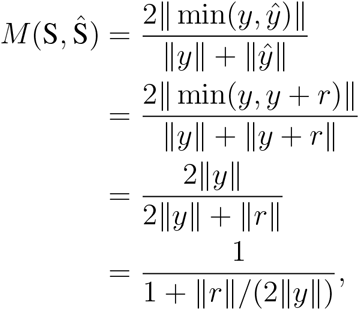 M(S, Ŝ) = 2‖ min(y, ŷ)‖ / ‖y‖ + ‖ŷ‖
= 2‖ min(y, y + r)‖ / ‖y‖ + ‖y + r‖
= 2‖y‖ / 2‖y‖ + ‖r‖
= 1 / 1 + ‖r‖/(2‖y‖) ,